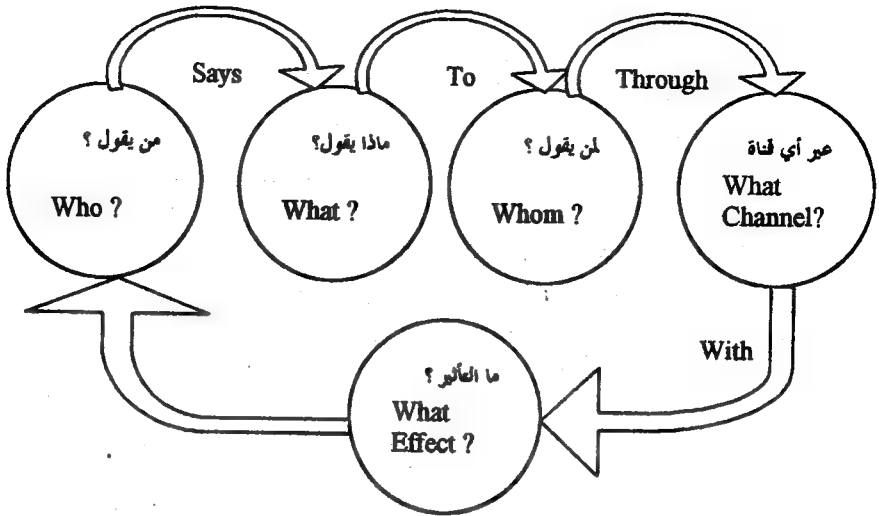 Says
To
Through
من يقول ؟
Who ?
ماذا يقول؟
What ?
لمن يقول ؟
Whom ?
عبر أي قناة
What
Channel?
With
ما التأثير ؟
What
Effect ?